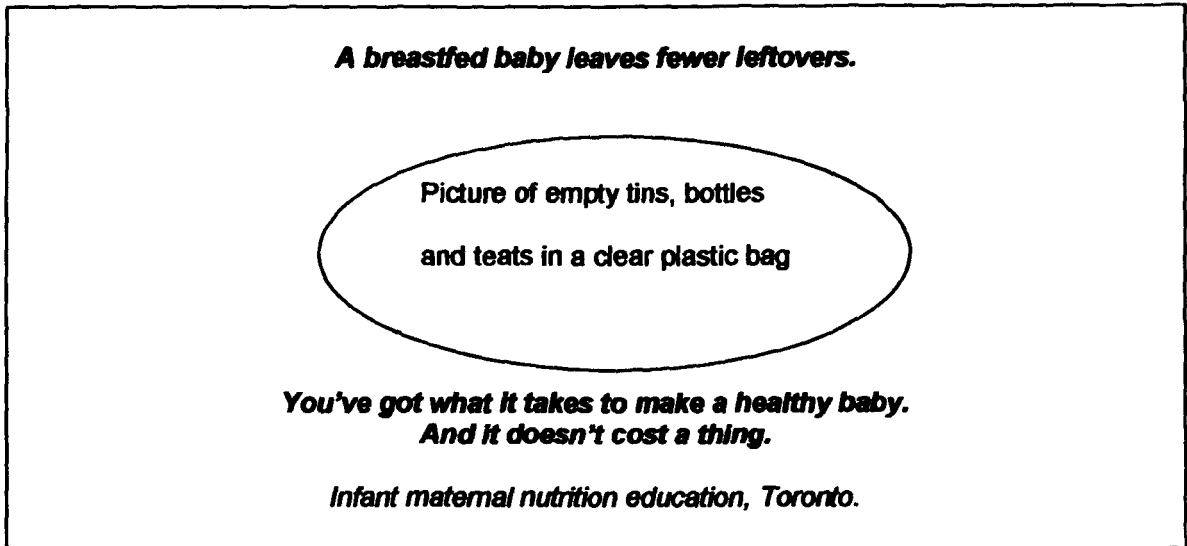 A breastfed baby leaves fewer leftovers.
Picture of empty tins, bottles
and teats in a clear plastic bag
You've got what it takes to make a healthy baby.
And it doesn't cost a thing.
Infant maternal nutrition education, Toronto.